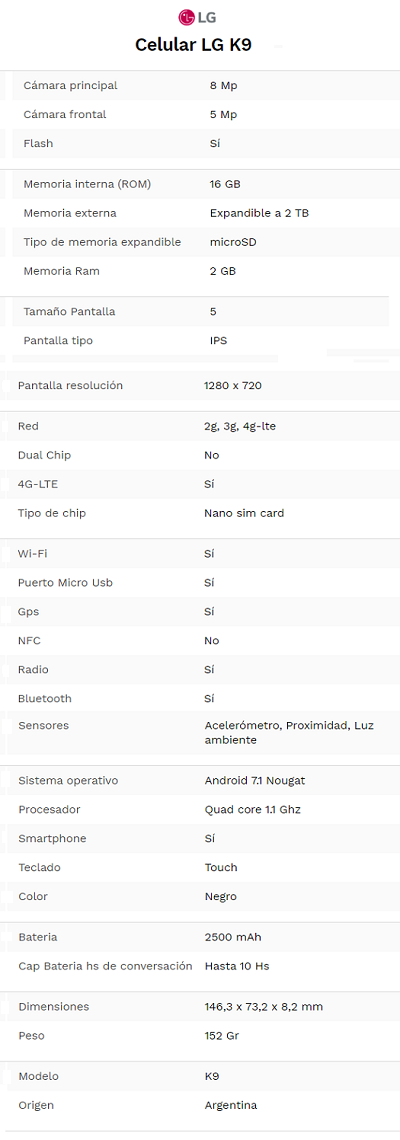 LG
Celular LG K9
Cámara principal 8 Mp
Cámara frontal 5 Mp
Flash Sí
Memoria interna (ROM) 16 GB
Memoria externa Expandible a 2 TB
Tipo de memoria expandible microSD
Memoria Ram 2 GB
Tamaño Pantalla 5
Pantalla tipo IPS
Pantalla resolución 1280 x 720
Red 2g, 3g, 4g-lte
Dual Chip No
4G-LTE Sí
Tipo de chip Nano sim card
Wi-Fi Sí
Puerto Micro Usb Sí
Gps Sí
NFC No
Radio Sí
Bluetooth Sí
Sensores Acelerómetro, Proximidad, Luz
ambiente
Sistema operativo Android 7.1 Nougat
Procesador Quad core 1.1 Ghz
Smartphone Sí
Teclado Touch
Color Negro
Bateria 2500 mAh
Cap Bateria hs de conversación Hasta 10 Hs
Dimensiones 146,3 x 73,2 x 8,2 mm
Peso 152 Gr
Modelo K9
Origen Argentina